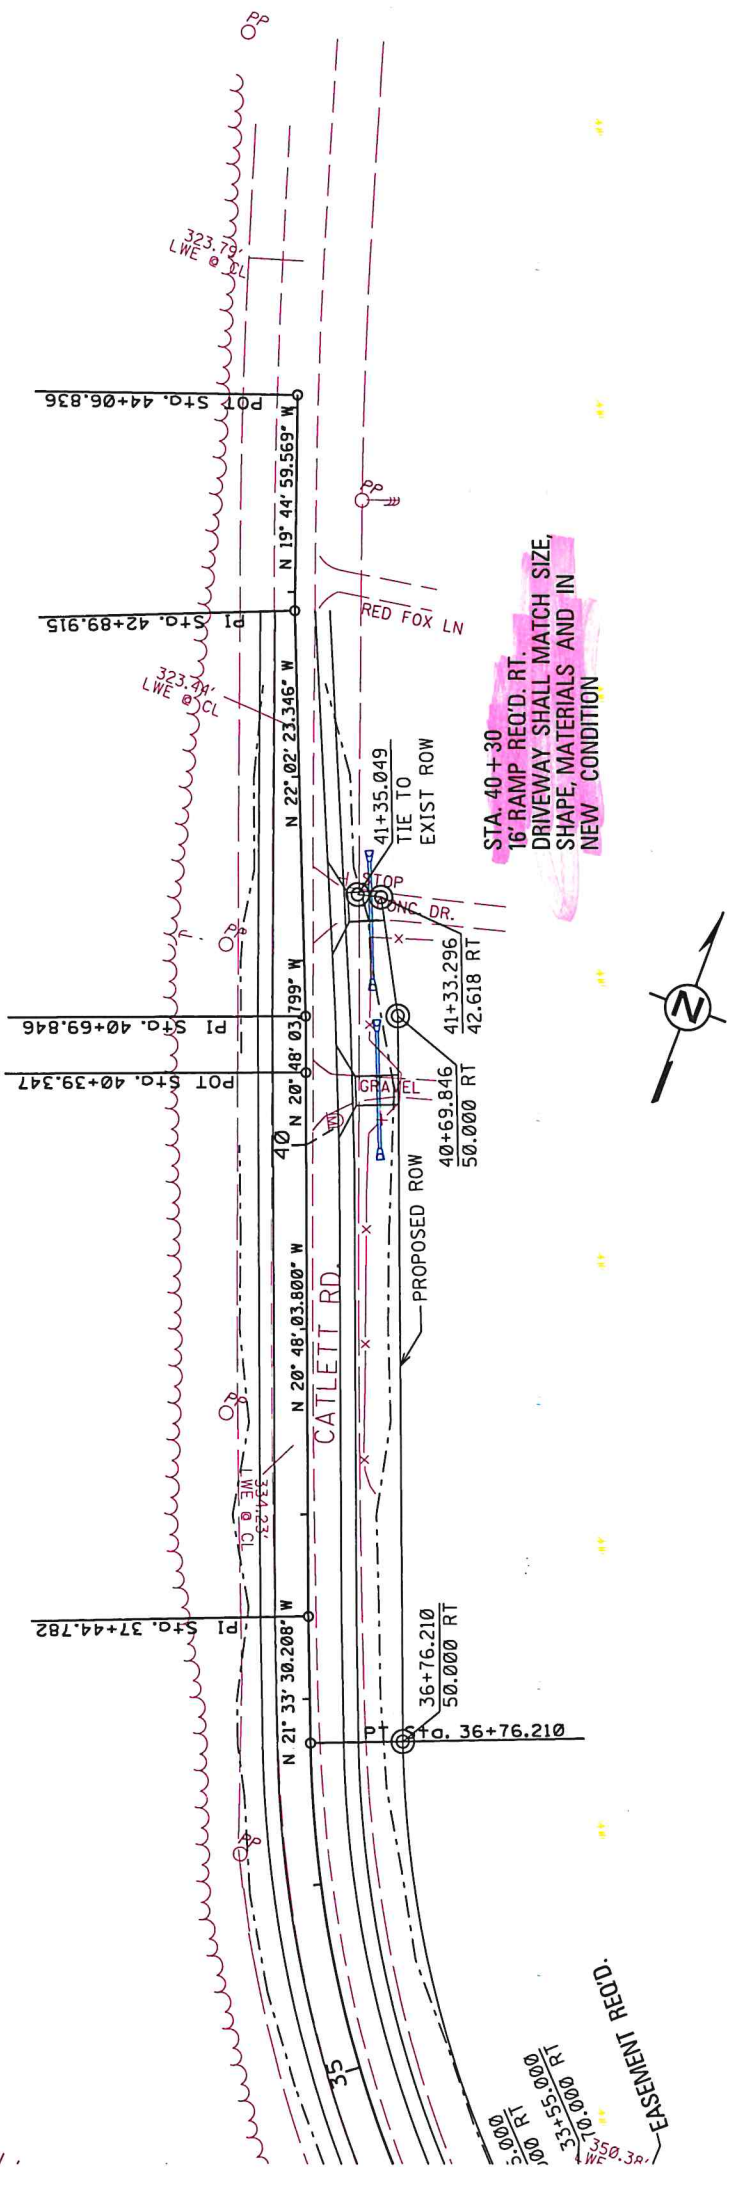 PP
323.79'
LWE @ CL
POT Sta. 44+06.836
N 19° 44' 59.569" W
PP
PI Sta. 42+89.915
RED FOX LN
323.44'
LWE @ CL
N 22° 02' 23.346" W
STA. 40 + 30
16' RAMP REQ'D. RT.
DRIVEWAY SHALL MATCH SIZE,
SHAPE, MATERIALS AND IN
NEW CONDITION
41+35.049
TIE TO
EXIST ROW
STOP
CONC. DR.
41+33.296
42.618 RT
PP
PI Sta. 40+69.846
N 20° 48' 03.799" W
POT Sta. 40+39.347
GRAVEL
M
40
40+69.846
50.000 RT
N
PROPOSED ROW
N 20° 48' 03.800" W
CATLETT RD.
PP
334.23'
LWE @ CL
PI Sta. 37+44.782
N 21° 33' 30.208" W
36+76.210
50.000 RT
PT Sta. 36+76.210
PP
35
33+55.000
70.000 RT
EASEMENT REQ'D.
350.38'
LWE